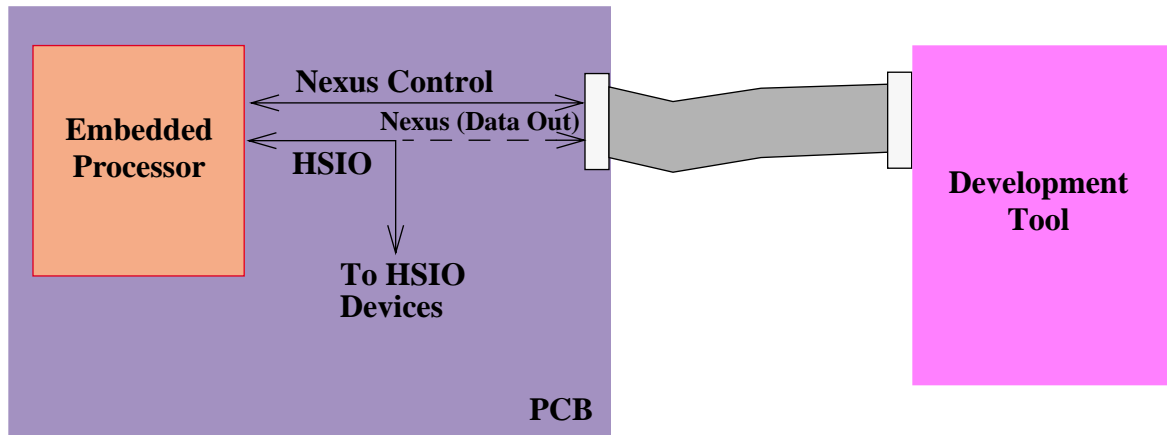 Nexus Control
Nexus (Data Out)
Embedded
Processor
HSIO
Development
Tool
To HSIO
Devices
PCB